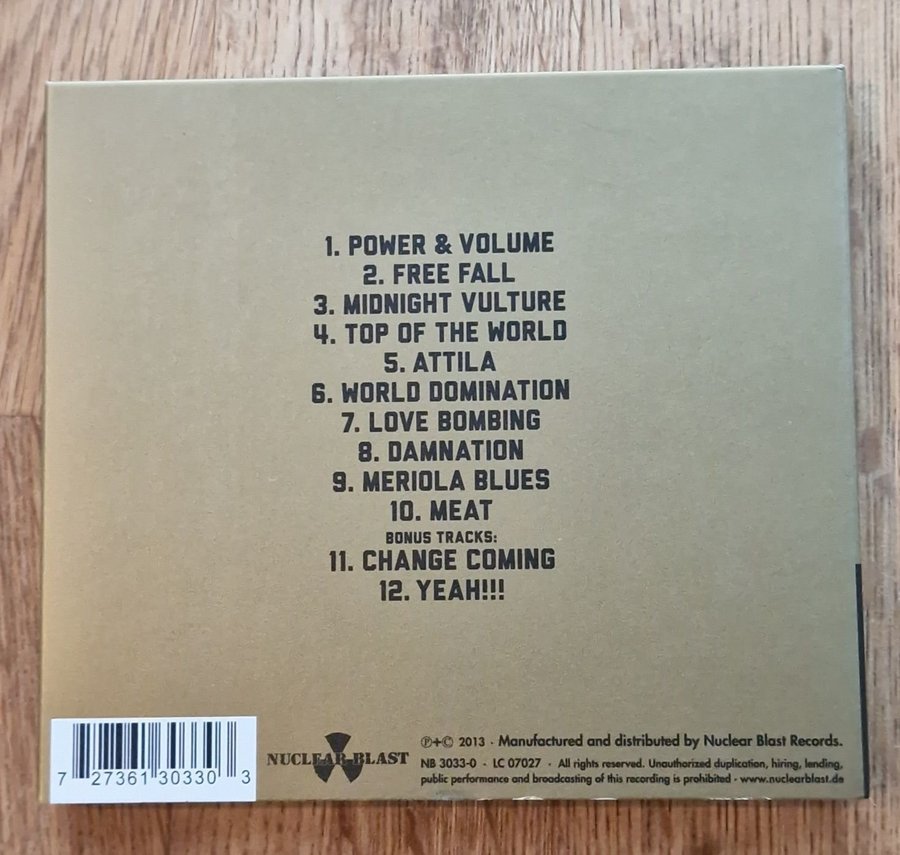 1. POWER & VOLUME
2. FREE FALL
3. MIDNIGHT VULTURE
4. TOP OF THE WORLD
5. ATTILA
6. WORLD DOMINATION
7. LOVE BOMBING
8. DAMNATION
9. MERIOLA BLUES
10. MEAT
BONUS TRACKS:
11. CHANGE COMING
12. YEAH!!!
7 27361 30330 3
NUCLEAR BLAST
℗+© 2013 · Manufactured and distributed by Nuclear Blast Records.
NB 3033-0 · LC 07027 · All rights reserved. Unauthorized duplication, hiring, lending,
public performance and broadcasting of this recording is prohibited · www.nuclearblast.de